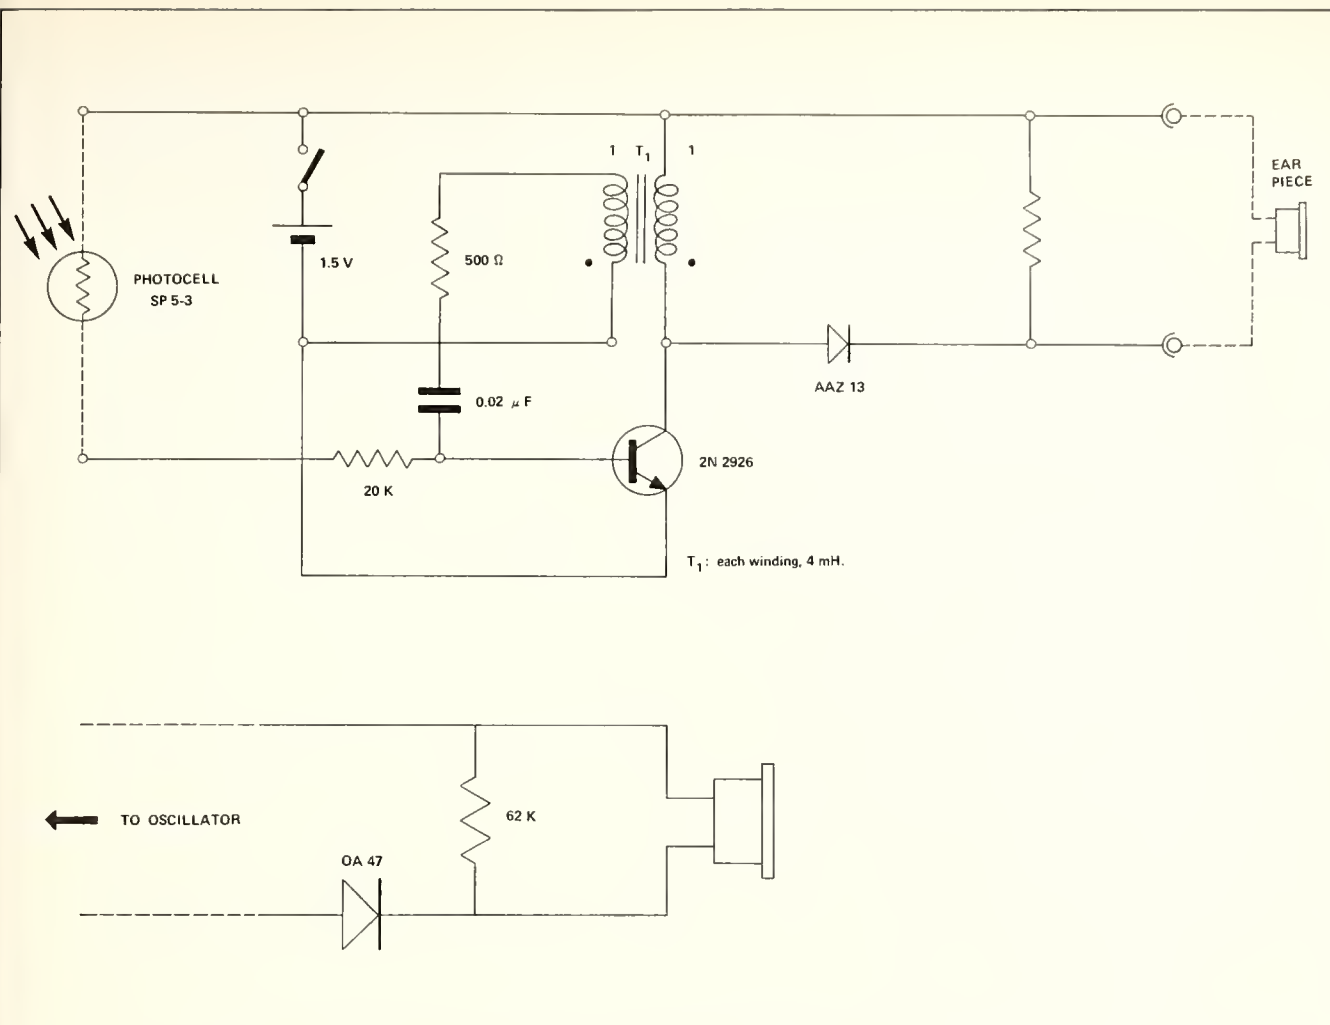 1 T1 1
EAR
PIECE
PHOTOCELL
SP 5-3
1.5 V
500 Ω
AAZ 13
0.02 μ F
20 K
2N 2926
T1: each winding, 4 mH.
62 K
TO OSCILLATOR
OA 47